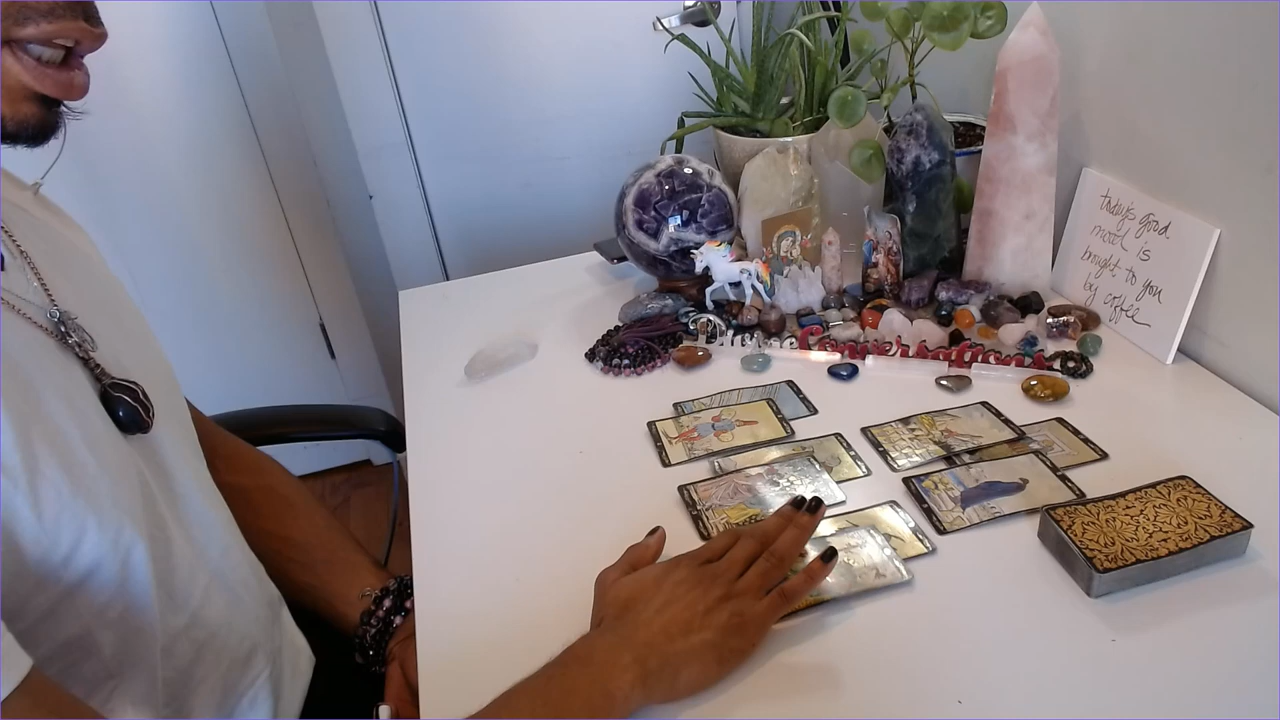 today's good
mood is
brought to you
by coffee
Divine Conversations